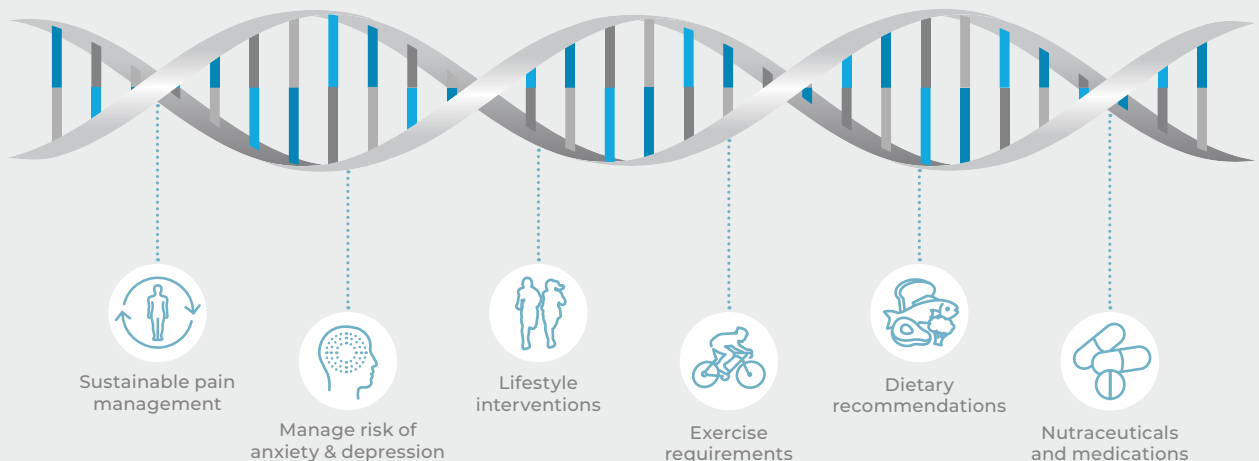 Sustainable pain
management
Manage risk of
anxiety & depression
Lifestyle
interventions
Exercise
requirements
Dietary
recommendations
Nutraceuticals
and medications